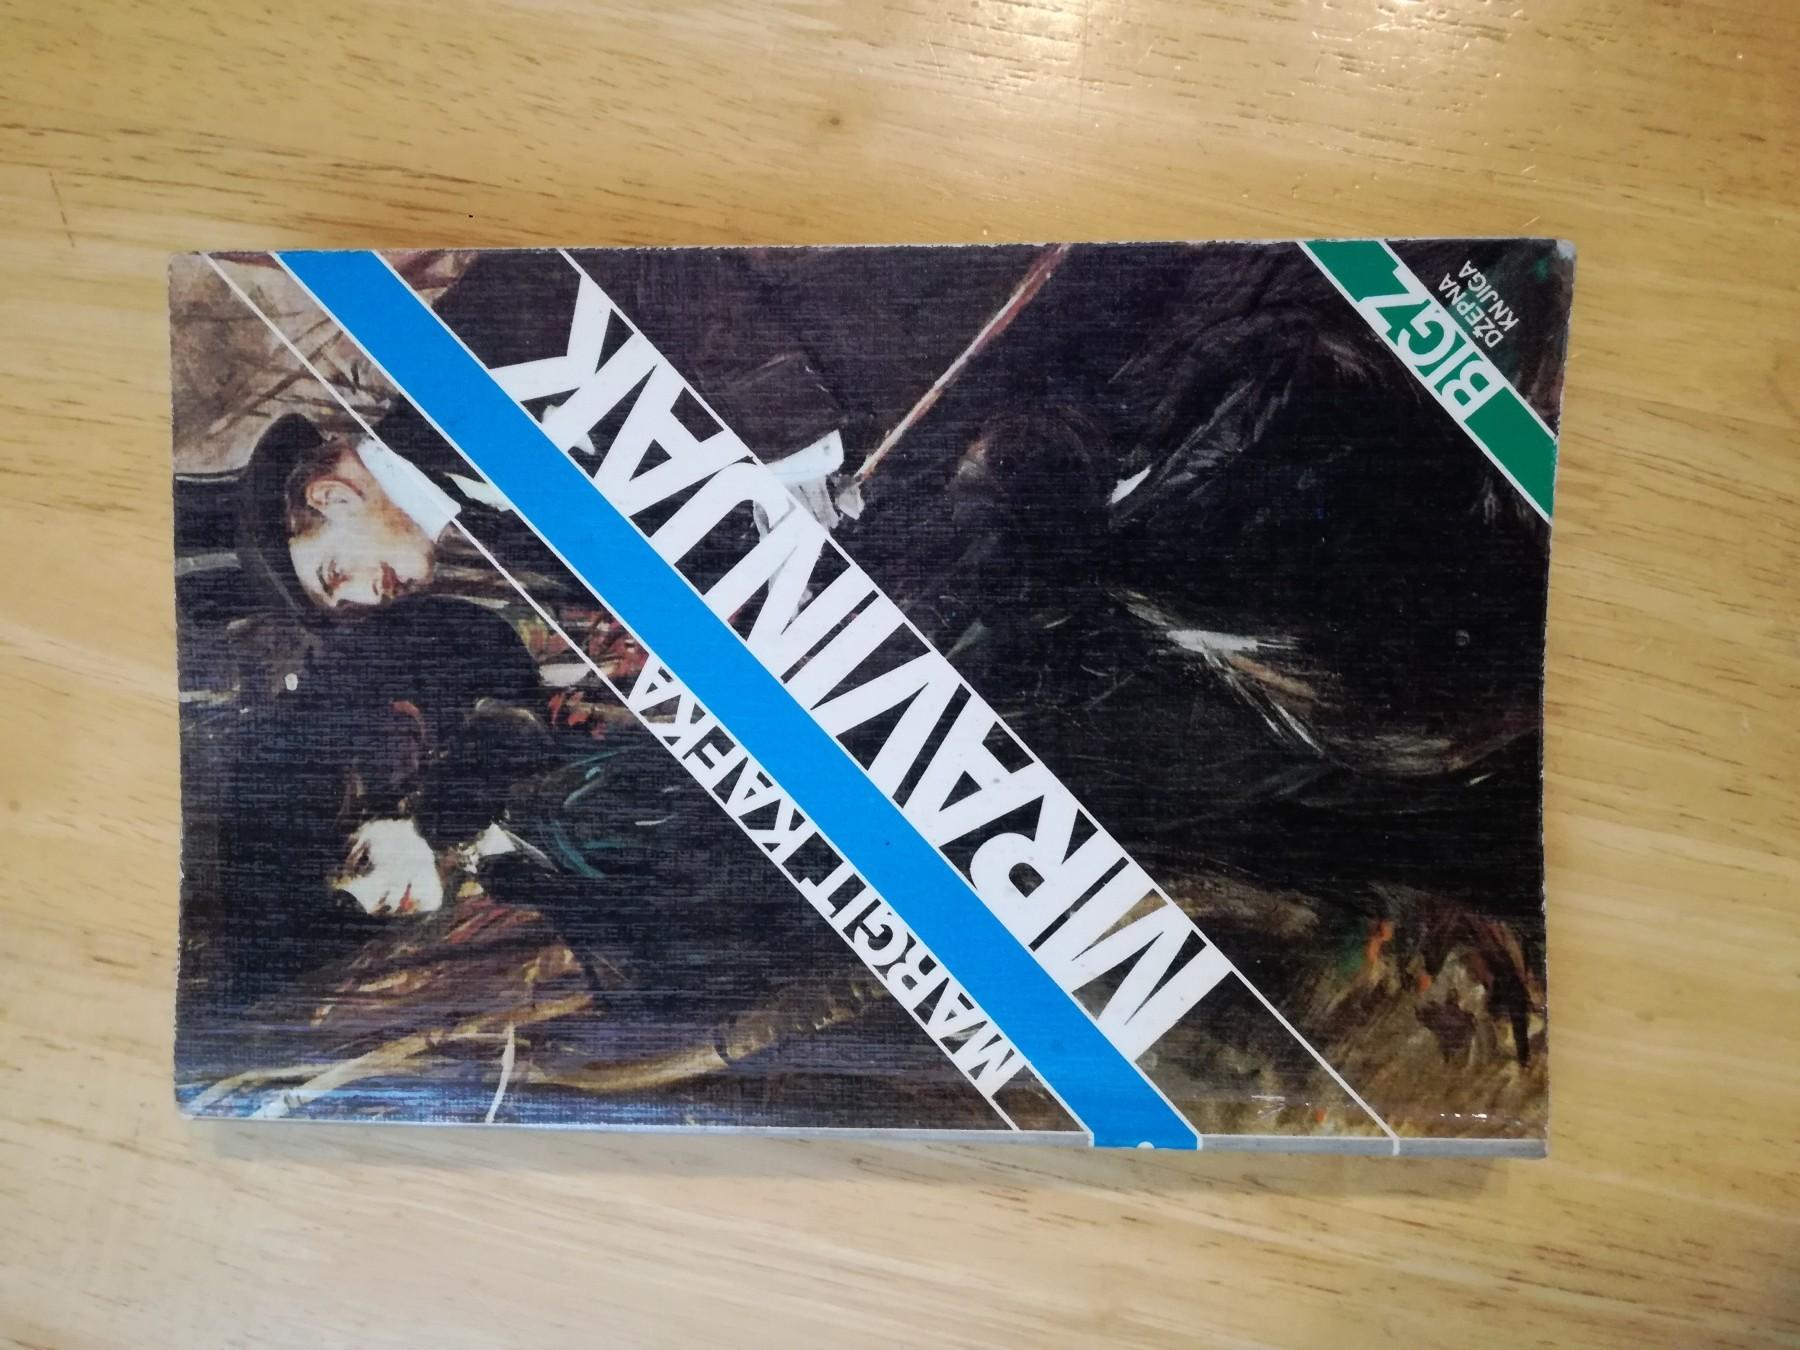 MARGIT KAFKA
MRAVINJAK
BIGZ
DŽEPNA
KNJIGA